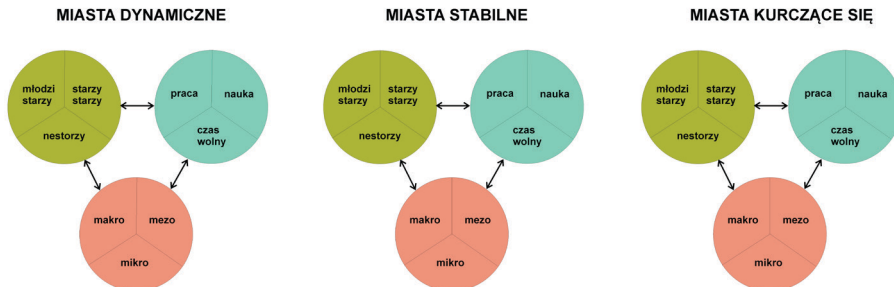 MIASTA DYNAMICZNE
młodzi
starzy
starzy
starzy
nestorzy
praca
nauka
czas
wolny
makro
mezo
mikro
MIASTA STABILNE
młodzi
starzy
starzy
starzy
nestorzy
praca
nauka
czas
wolny
makro
mezo
mikro
MIASTA KURCZĄCE SIĘ
młodzi
starzy
starzy
starzy
nestorzy
praca
nauka
czas
wolny
makro
mezo
mikro